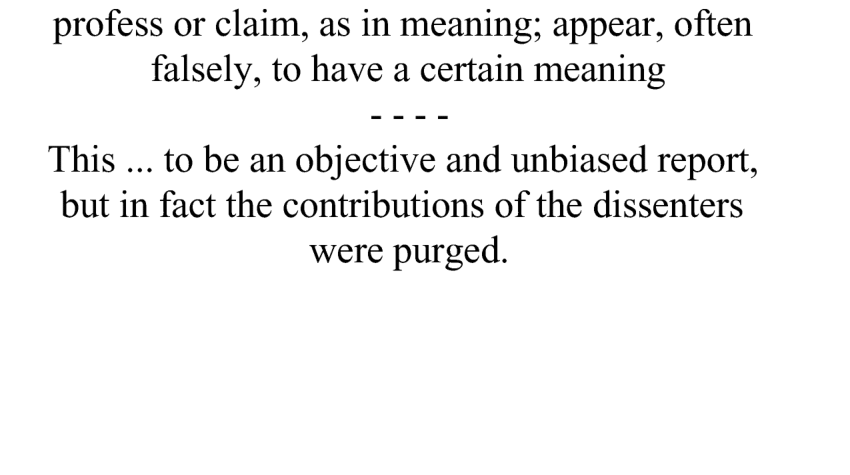 profess or claim, as in meaning; appear, often
falsely, to have a certain meaning
- - - -
This ... to be an objective and unbiased report,
but in fact the contributions of the dissenters
were purged.